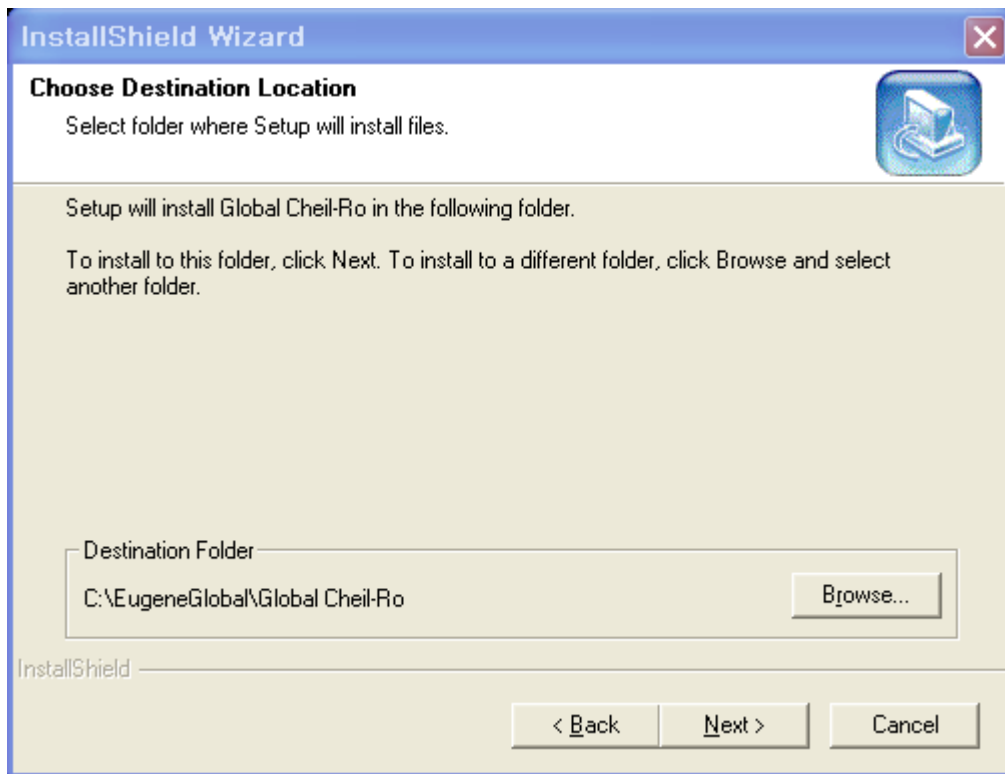 InstallShield Wizard
Choose Destination Location
Select folder where Setup will install files.
Setup will install Global Cheil-Ro in the following folder.
To install to this folder, click Next. To install to a different folder, click Browse and select
another folder.
Destination Folder
C:\EugeneGlobal\Global Cheil-Ro
Browse...
InstallShield
< Back
Next >
Cancel